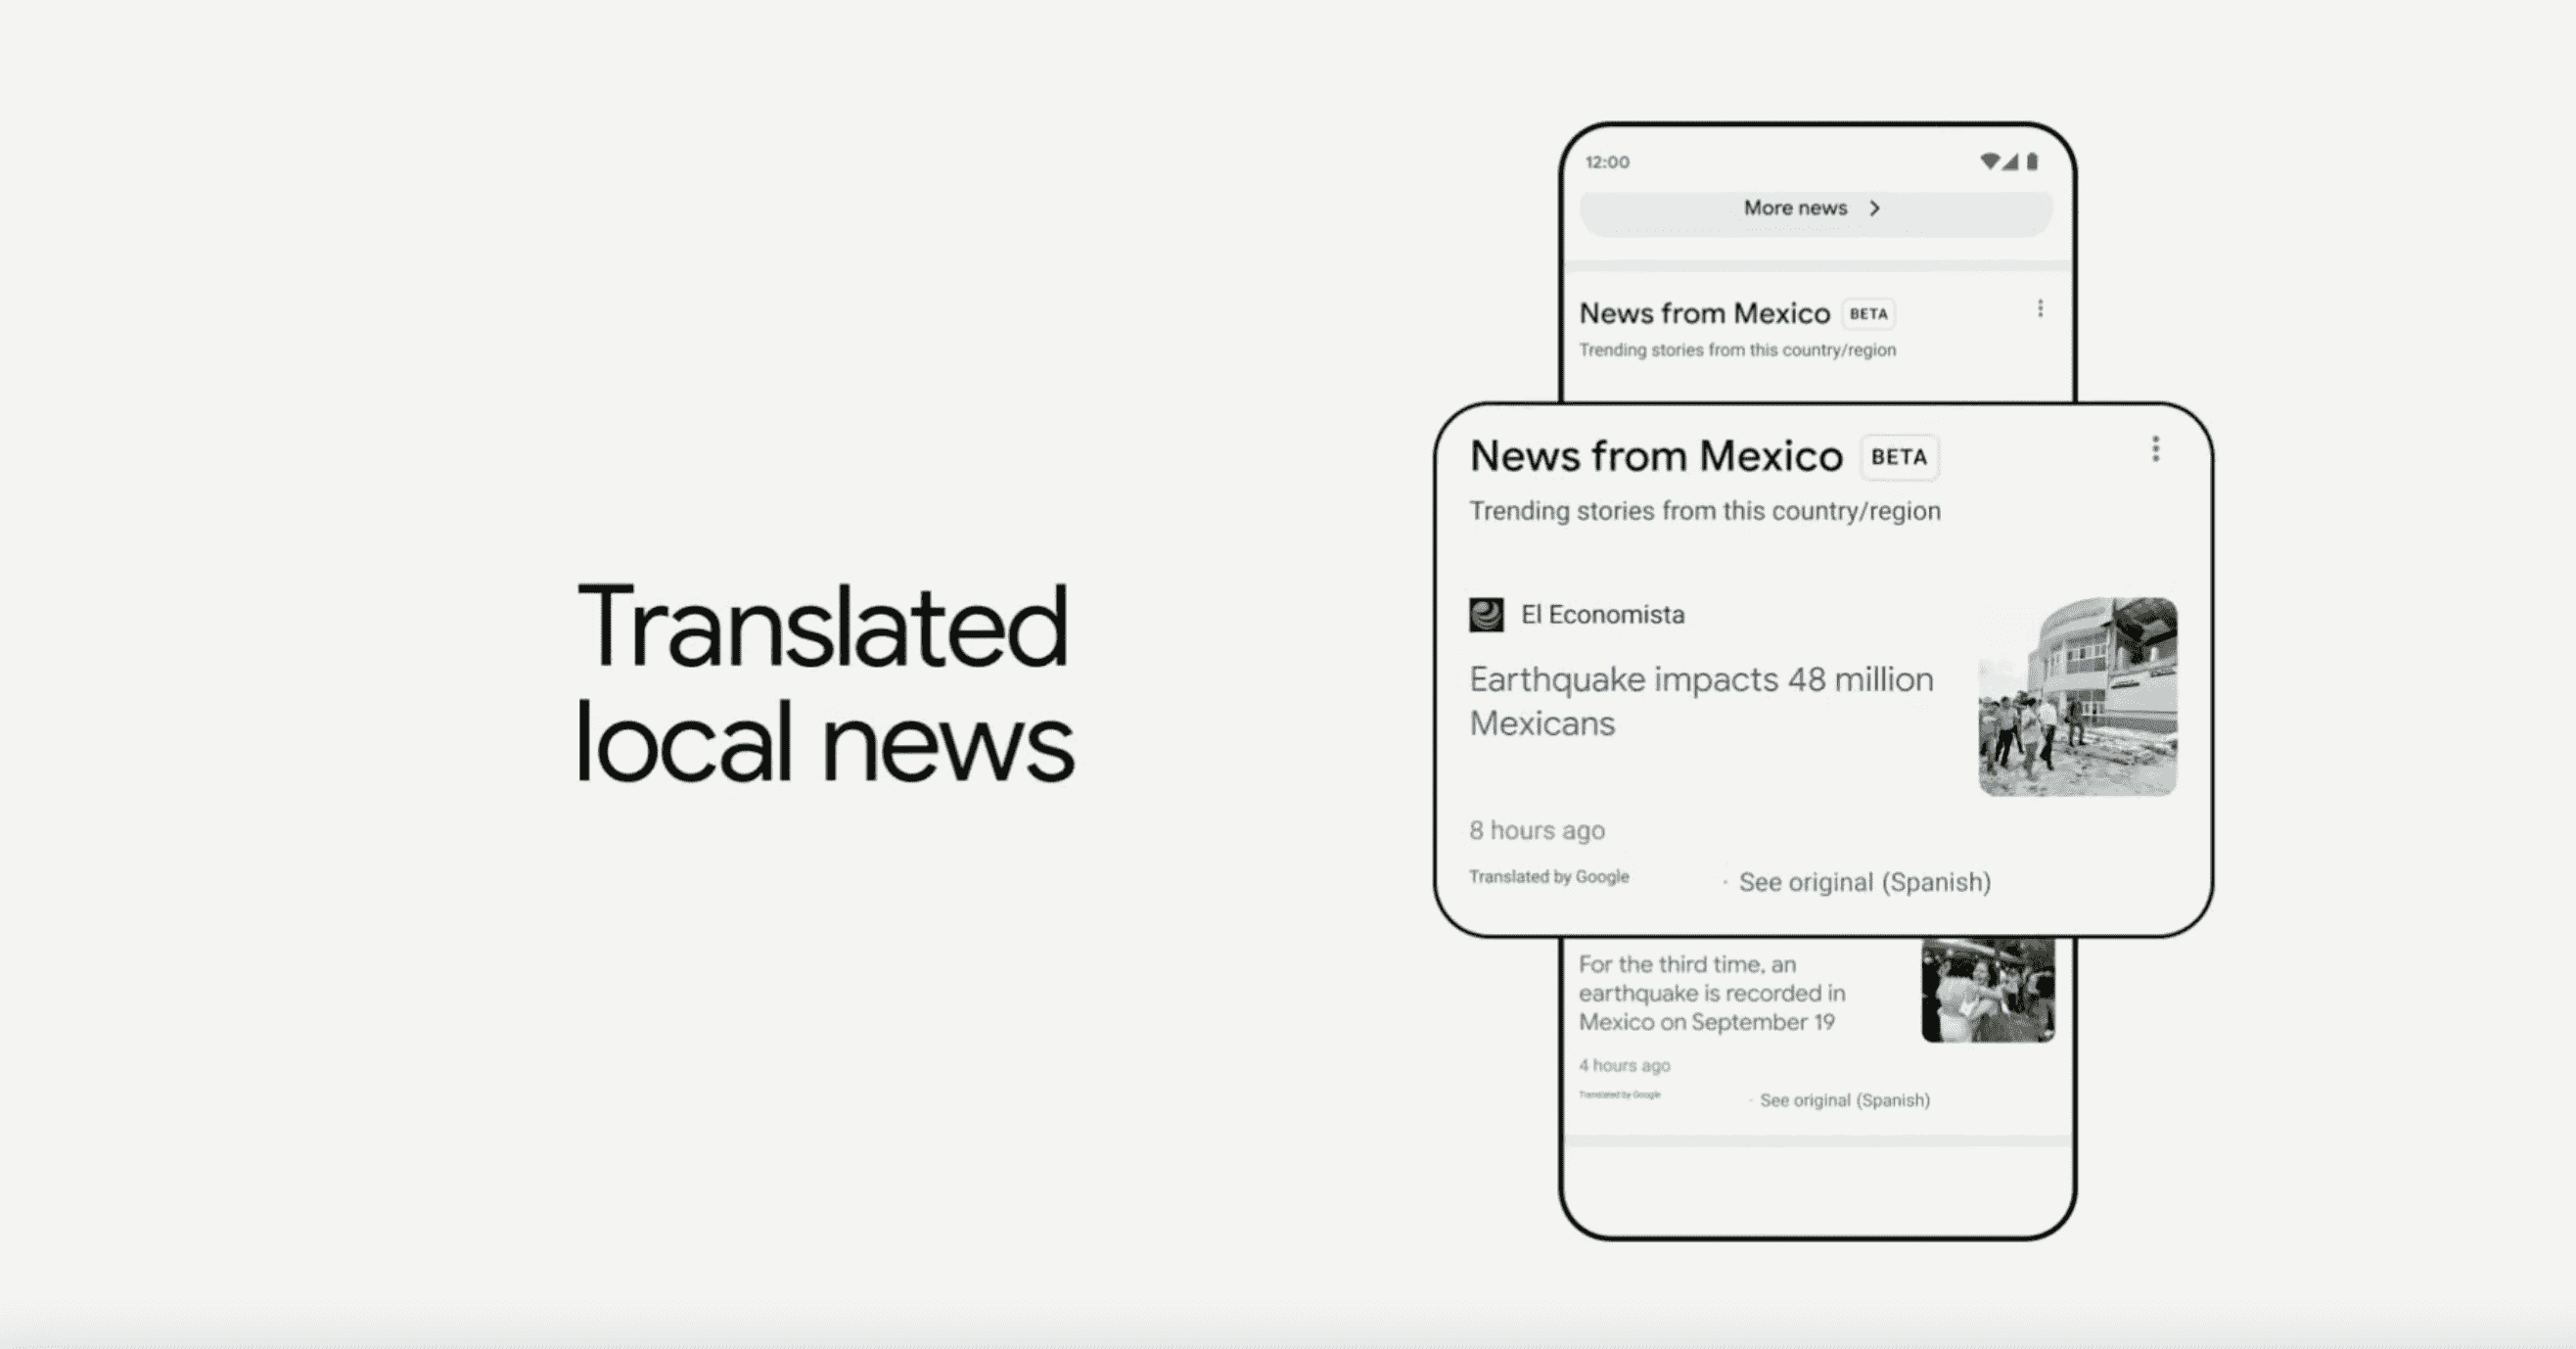 Translated
local news
12:00
More news
News from Mexico BETA
Trending stories from this country/region
News from Mexico BETA
Trending stories from this country/region
El Economista
Earthquake impacts 48 million
Mexicans
8 hours ago
Translated by Google · See original (Spanish)
For the third time, an
earthquake is recorded in
Mexico on September 19
4 hours ago
Translated by Google · See original (Spanish)